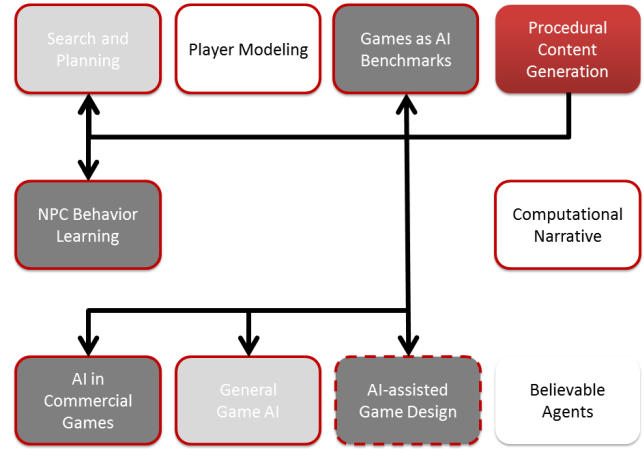 Search and
Planning
Player Modeling
Games as AI
Benchmarks
Procedural
Content
Generation
NPC Behavior
Learning
Computational
Narrative
AI in
Commercial
Games
General
Game AI
AI-assisted
Game Design
Believable
Agents